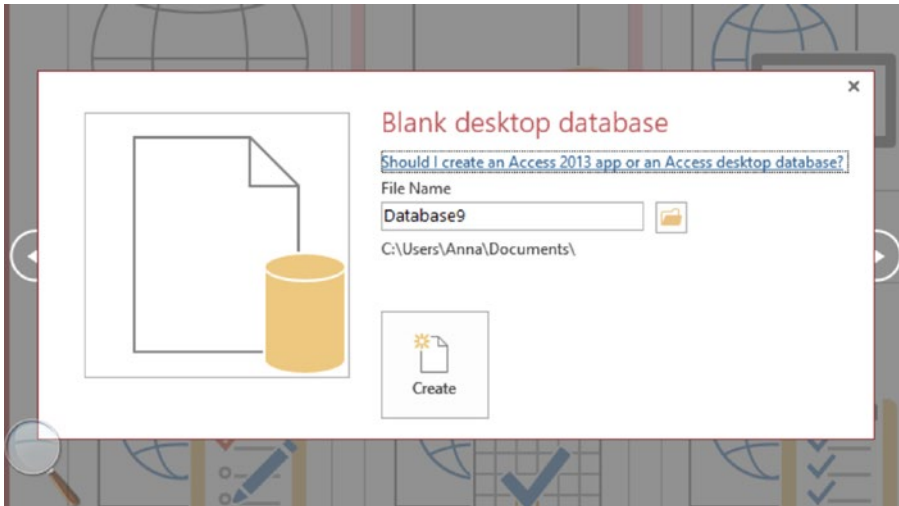 Blank desktop database
Should I create an Access 2013 app or an Access desktop database?
File Name
Database9
C:\Users\Anna\Documents\
Create